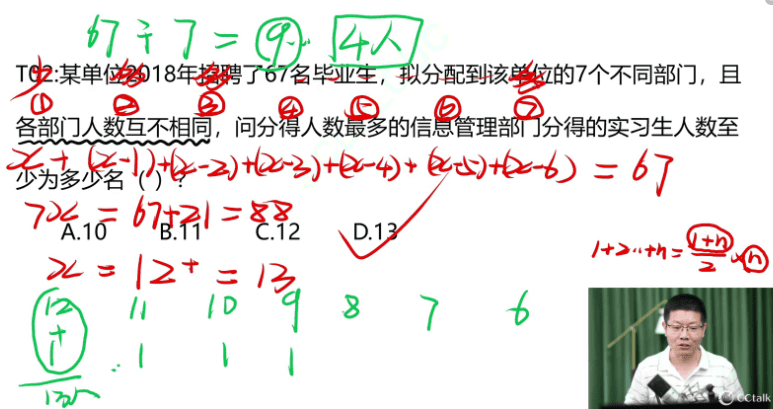 67÷7=9…4人
T02:某单位2018年招聘了67名毕业生，拟分配到该单位的7个不同部门，且
① ② ③ ④ ⑤ ⑥ ⑦
各部门人数互不相同，问分得人数最多的信息管理部门分得的实习生人数至
x+(x-1)+(x-2)+(x-3)+(x-4)+(x-5)+(x-6)=67
少为多少名（ ）？
7x=67+21=88
A.10 B.11 C.12 D.13
1+2··+n=(1+n)/2·n
x=12⁺=13
12 11 10 9 8 7 6
+
1 1 1 1
13
CCtalk